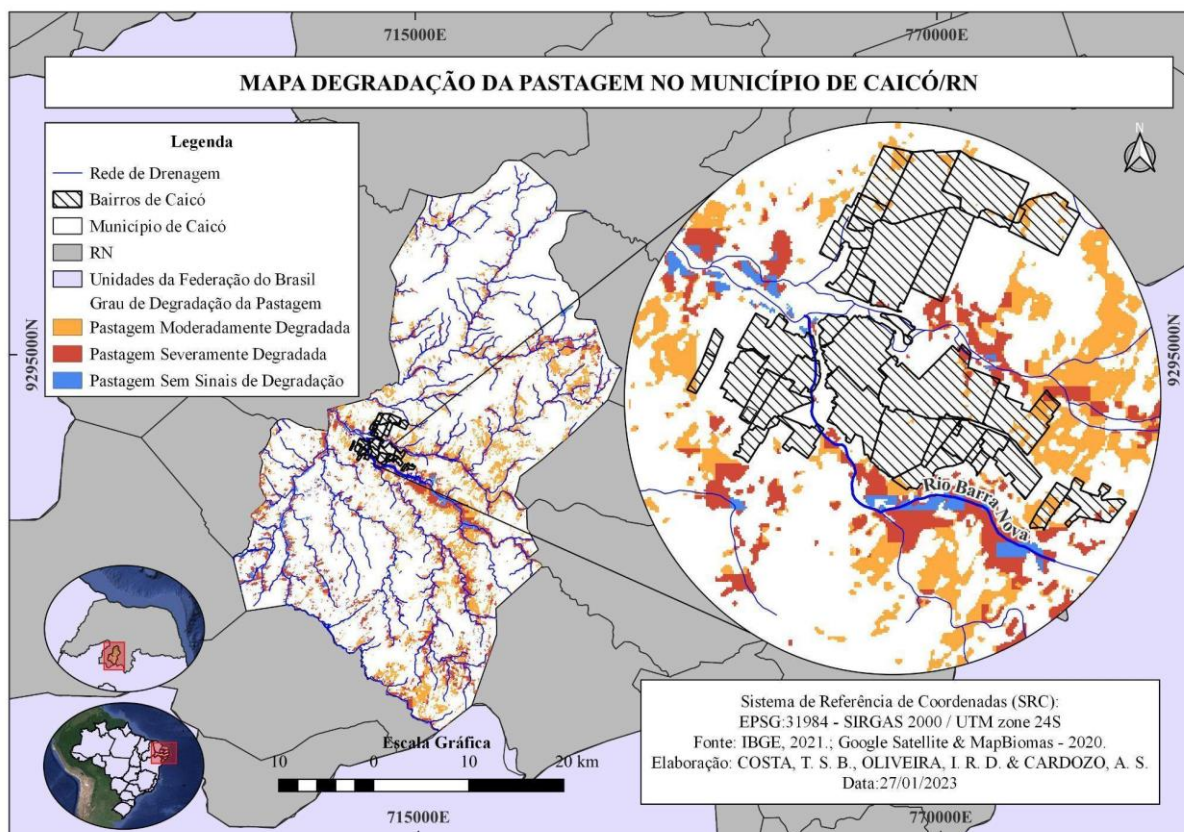 715000E
770000E
MAPA DEGRADAÇÃO DA PASTAGEM NO MUNICÍPIO DE CAICÓ/RN
Legenda
Rede de Drenagem
Bairros de Caicó
Município de Caicó
RN
Unidades da Federação do Brasil
Grau de Degradação da Pastagem
Pastagem Moderadamente Degradada
Pastagem Severamente Degradada
Pastagem Sem Sinais de Degradação
N
9295000N
9295000N
Rio Barra Nova
Escala Gráfica
10 0 10 20 km
Sistema de Referência de Coordenadas (SRC):
EPSG:31984 - SIRGAS 2000 / UTM zone 24S
Fonte: IBGE, 2021.; Google Satellite & MapBiomas - 2020.
Elaboração: COSTA, T. S. B., OLIVEIRA, I. R. D. & CARDOZO, A. S.
Data:27/01/2023
715000E
770000E